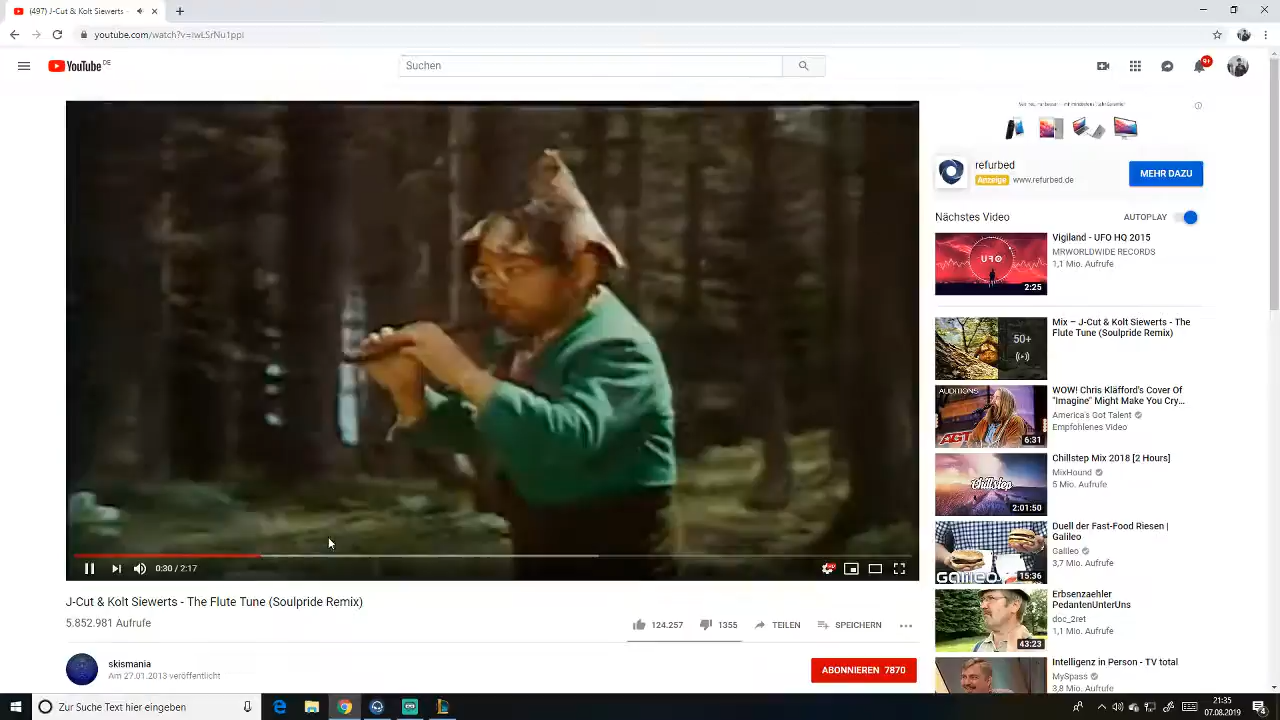 (497) J-Cut & Kolt Siewerts -
youtube.com/watch?v=iwLSrNu1ppI
YouTube DE
Suchen
9+
refurbed
Anzeige www.refurbed.de
MEHR DAZU
Nächstes Video
AUTOPLAY
UFO
2:25
Vigiland - UFO HQ 2015
MRWORLDWIDE RECORDS
1,1 Mio. Aufrufe
50+
Mix – J-Cut & Kolt Siewerts - The
Flute Tune (Soulpride Remix)
AUDITIONS
AGT
6:31
WOW! Chris Kläfford's Cover Of
"Imagine" Might Make You Cry...
America's Got Talent
Empfohlenes Video
Chillstep
2:01:50
Chillstep Mix 2018 [2 Hours]
MixHound
5 Mio. Aufrufe
GALILEO
15:36
Duell der Fast-Food Riesen |
Galileo
Galileo
3,7 Mio. Aufrufe
43:23
Erbsenzaehler
PedantenUnterUns
doc_2ret
1,1 Mio. Aufrufe
Intelligenz in Person - TV total
MySpass
3,8 Mio. Aufrufe
0:30 / 2:17
J-Cut & Kolt Siewerts - The Flute Tune (Soulpride Remix)
5.852.981 Aufrufe
124.257
1355
TEILEN
SPEICHERN
skismania
Am 27.09.2013 veröffentlicht
ABONNIEREN 7870
Zur Suche Text hier eingeben
21:35
07.08.2019